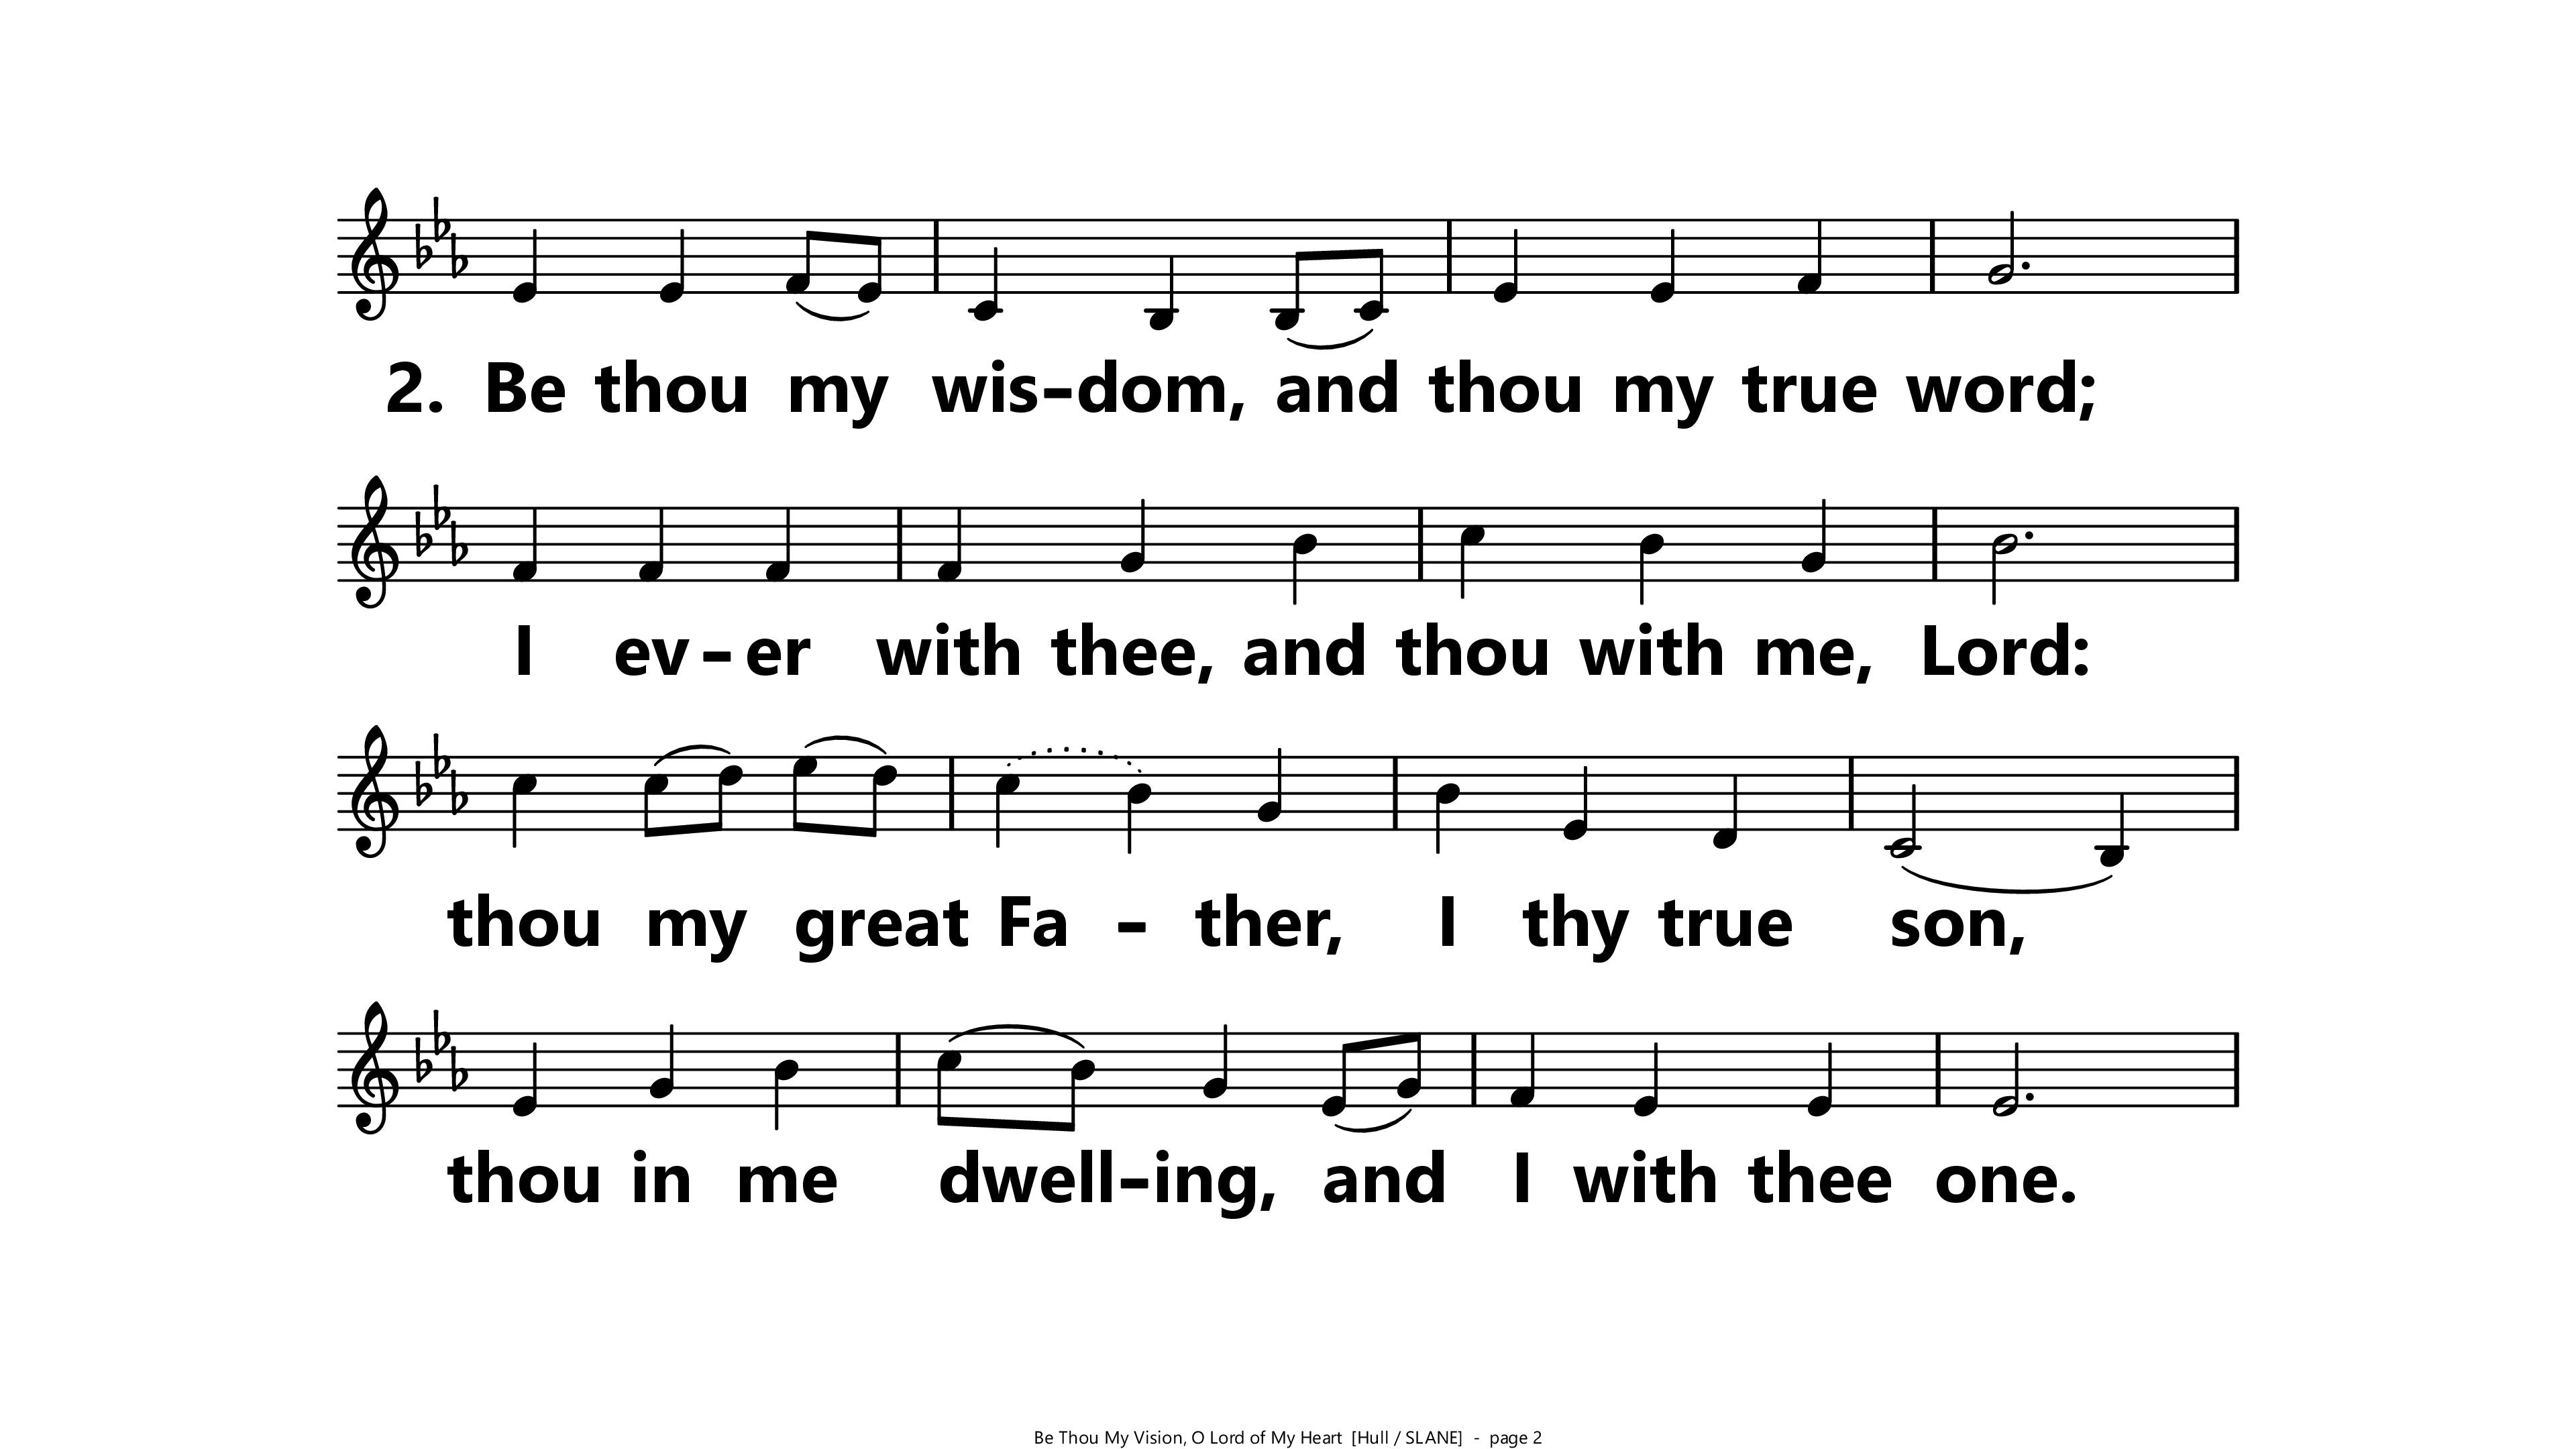 2. Be thou my wis-dom, and thou my true word;
I ev-er with thee, and thou with me, Lord:
thou my great Fa - ther, I thy true son,
thou in me dwell-ing, and I with thee one.
Be Thou My Vision, O Lord of My Heart [Hull / SLANE] - page 2